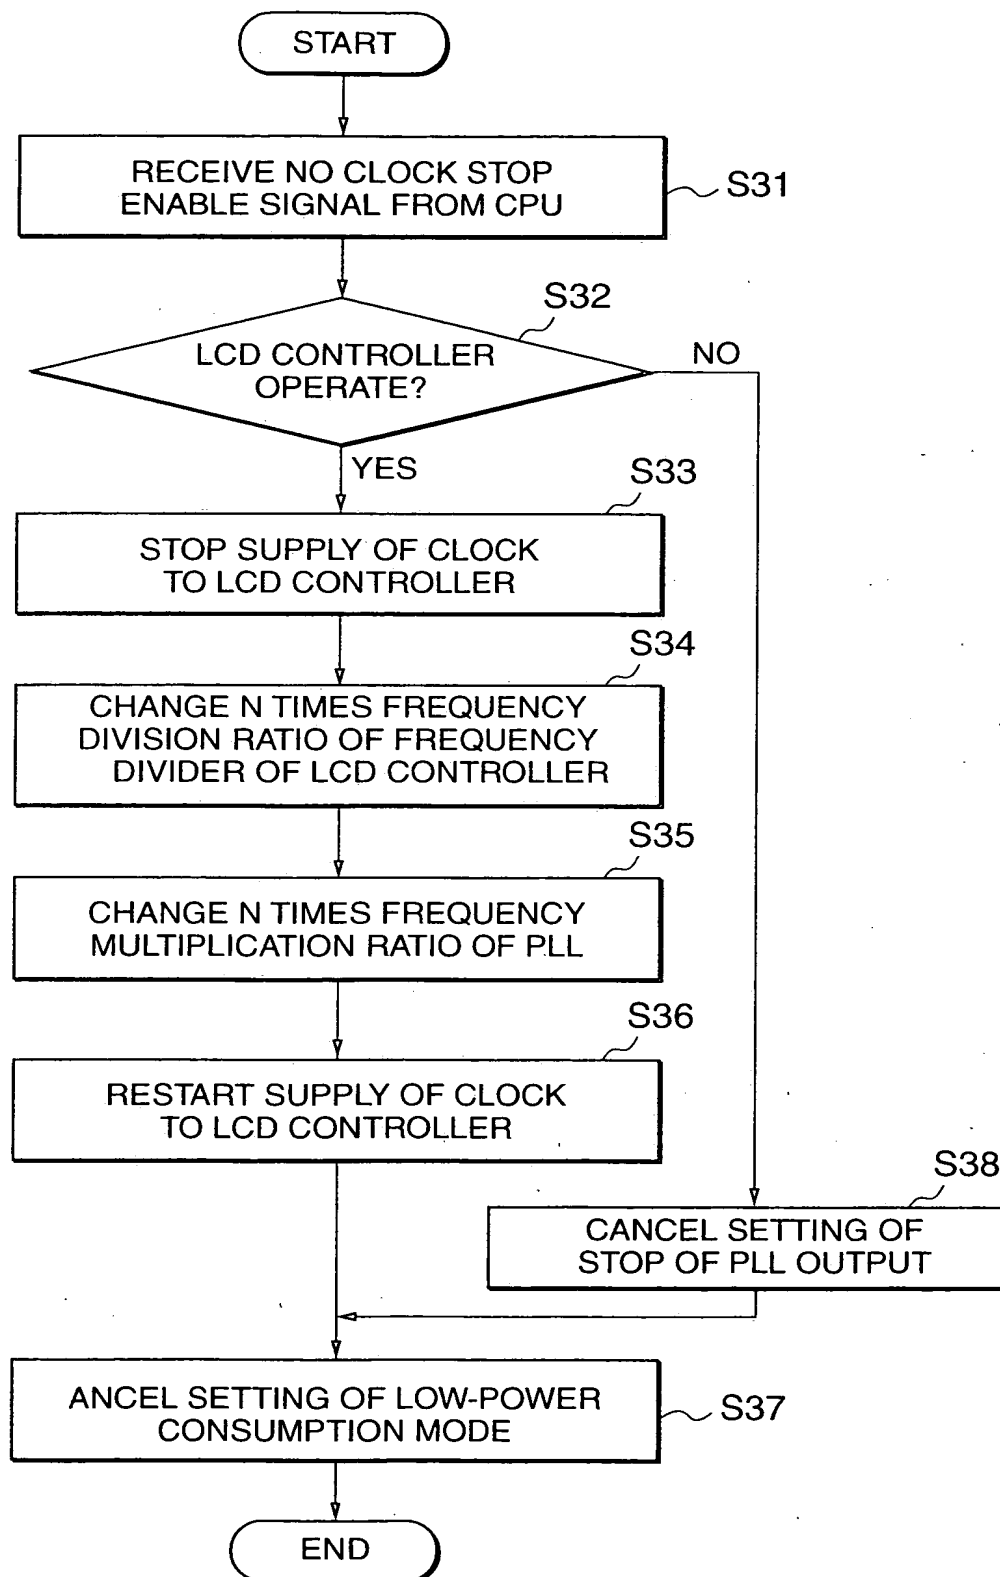 START
RECEIVE NO CLOCK STOP
ENABLE SIGNAL FROM CPU
S31
S32
LCD CONTROLLER
OPERATE?
NO
YES
S33
STOP SUPPLY OF CLOCK
TO LCD CONTROLLER
S34
CHANGE N TIMES FREQUENCY
DIVISION RATIO OF FREQUENCY
DIVIDER OF LCD CONTROLLER
S35
CHANGE N TIMES FREQUENCY
MULTIPLICATION RATIO OF PLL
S36
RESTART SUPPLY OF CLOCK
TO LCD CONTROLLER
S38
CANCEL SETTING OF
STOP OF PLL OUTPUT
ANCEL SETTING OF LOW-POWER
CONSUMPTION MODE
S37
END